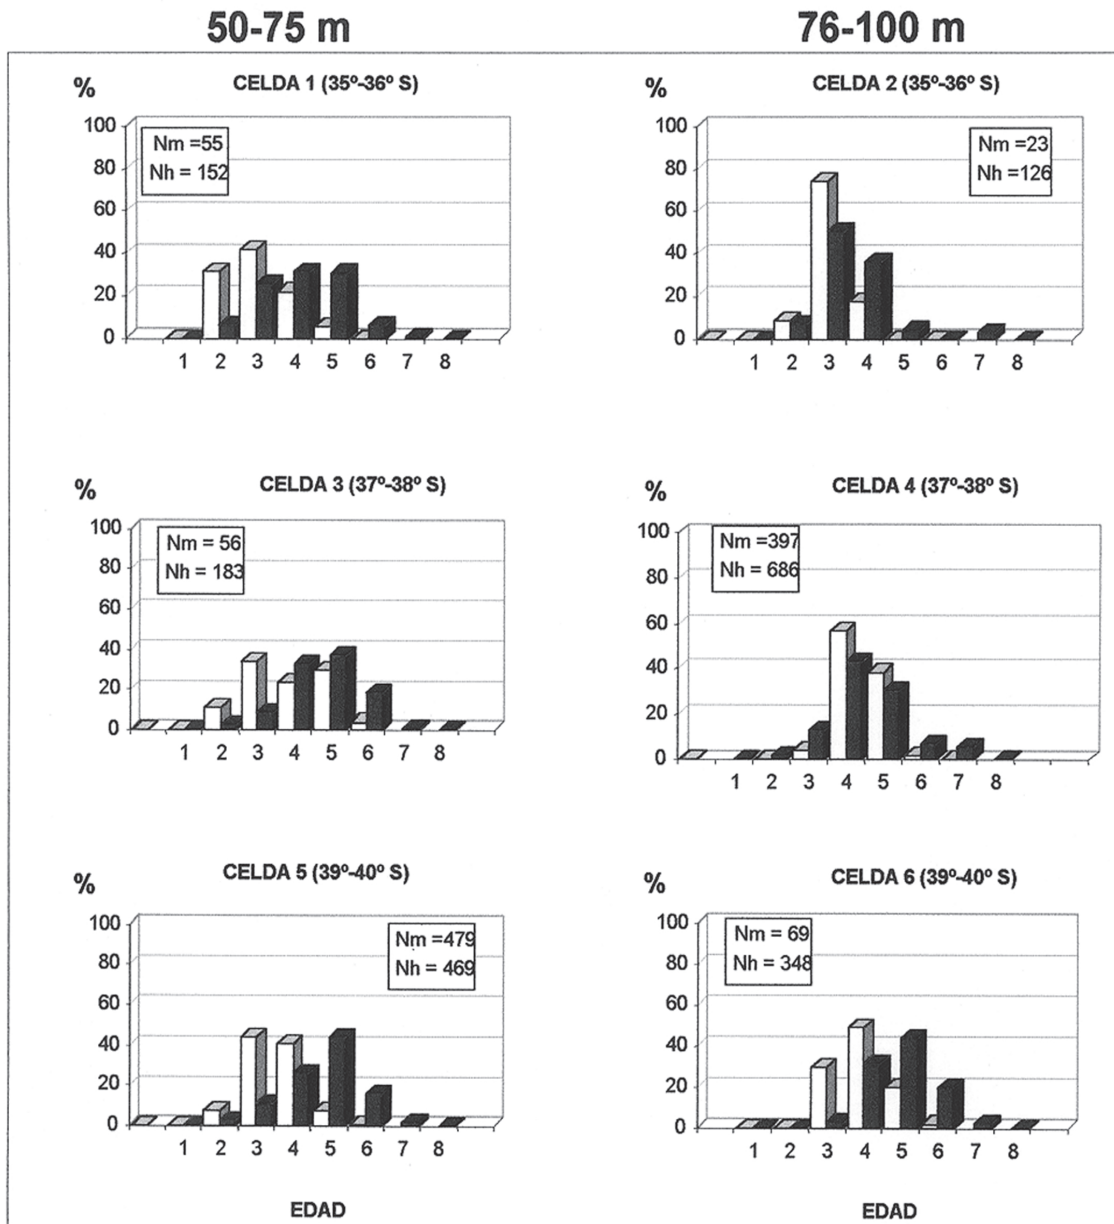 50-75 m
76-100 m
%
CELDA 1 (35º-36º S)
100
80
60
40
20
0
Nm =55
Nh = 152
1 2 3 4 5 6 7 8
%
CELDA 2 (35º-36º S)
100
80
60
40
20
0
Nm =23
Nh =126
1 2 3 4 5 6 7 8
%
CELDA 3 (37º-38º S)
100
80
60
40
20
0
Nm = 56
Nh = 183
1 2 3 4 5 6 7 8
%
CELDA 4 (37º-38º S)
100
80
60
40
20
0
Nm =397
Nh = 686
1 2 3 4 5 6 7 8
%
CELDA 5 (39º-40º S)
100
80
60
40
20
0
Nm =479
Nh = 469
1 2 3 4 5 6 7 8
EDAD
%
CELDA 6 (39º-40º S)
100
80
60
40
20
0
Nm = 69
Nh = 348
1 2 3 4 5 6 7 8
EDAD